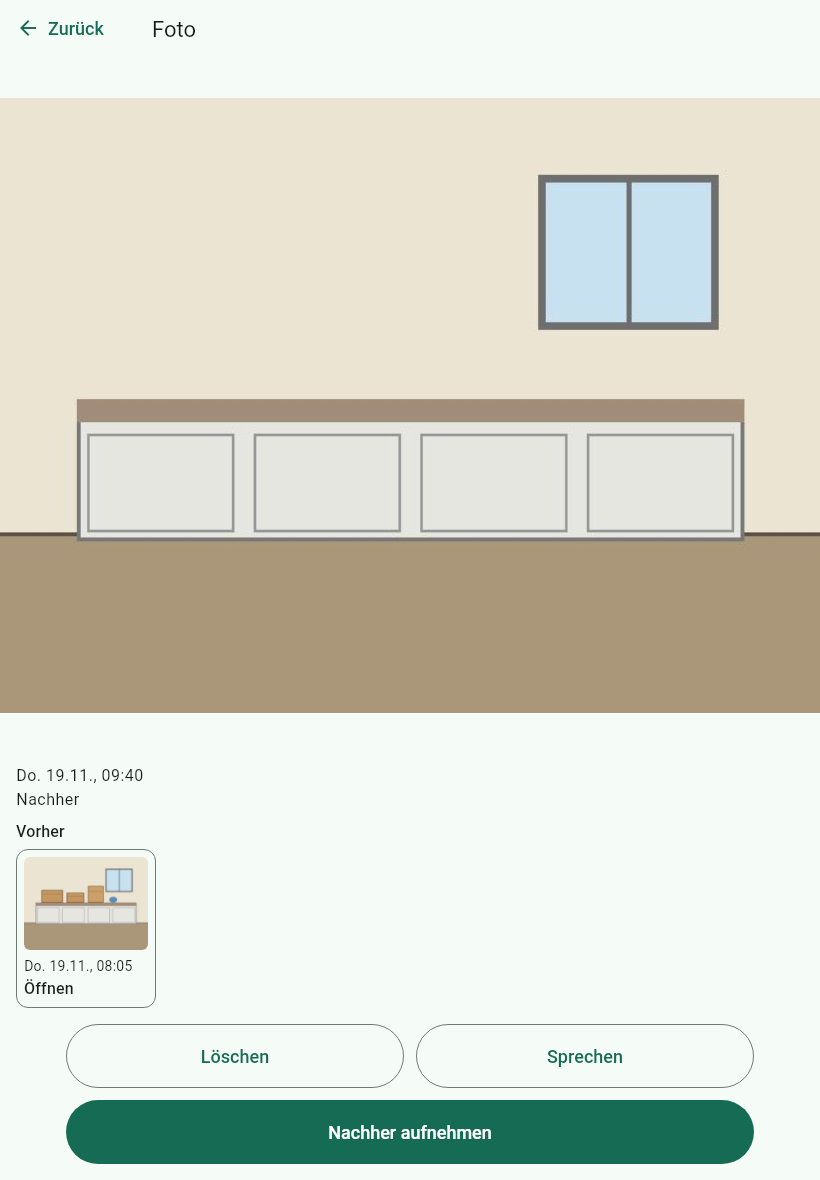 Zurück
Foto
Do. 19.11., 09:40
Nachher
Vorher
Do. 19.11., 08:05
Öffnen
Löschen
Sprechen
Nachher aufnehmen